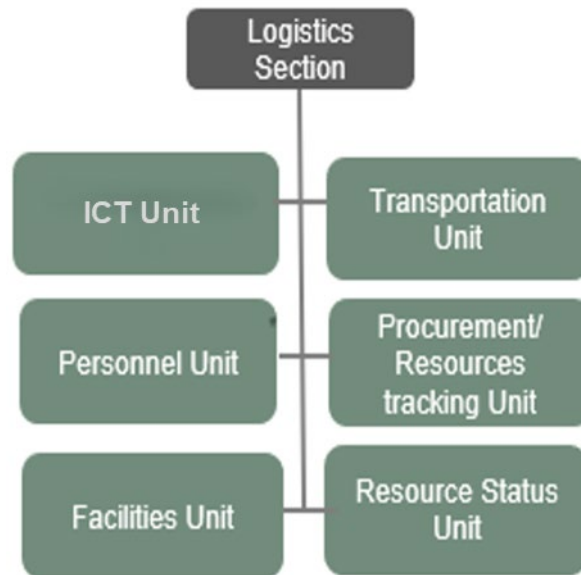 Logistics
Section
ICT Unit
Transportation
Unit
Personnel Unit
Procurement/
Resources
tracking Unit
Facilities Unit
Resource Status
Unit